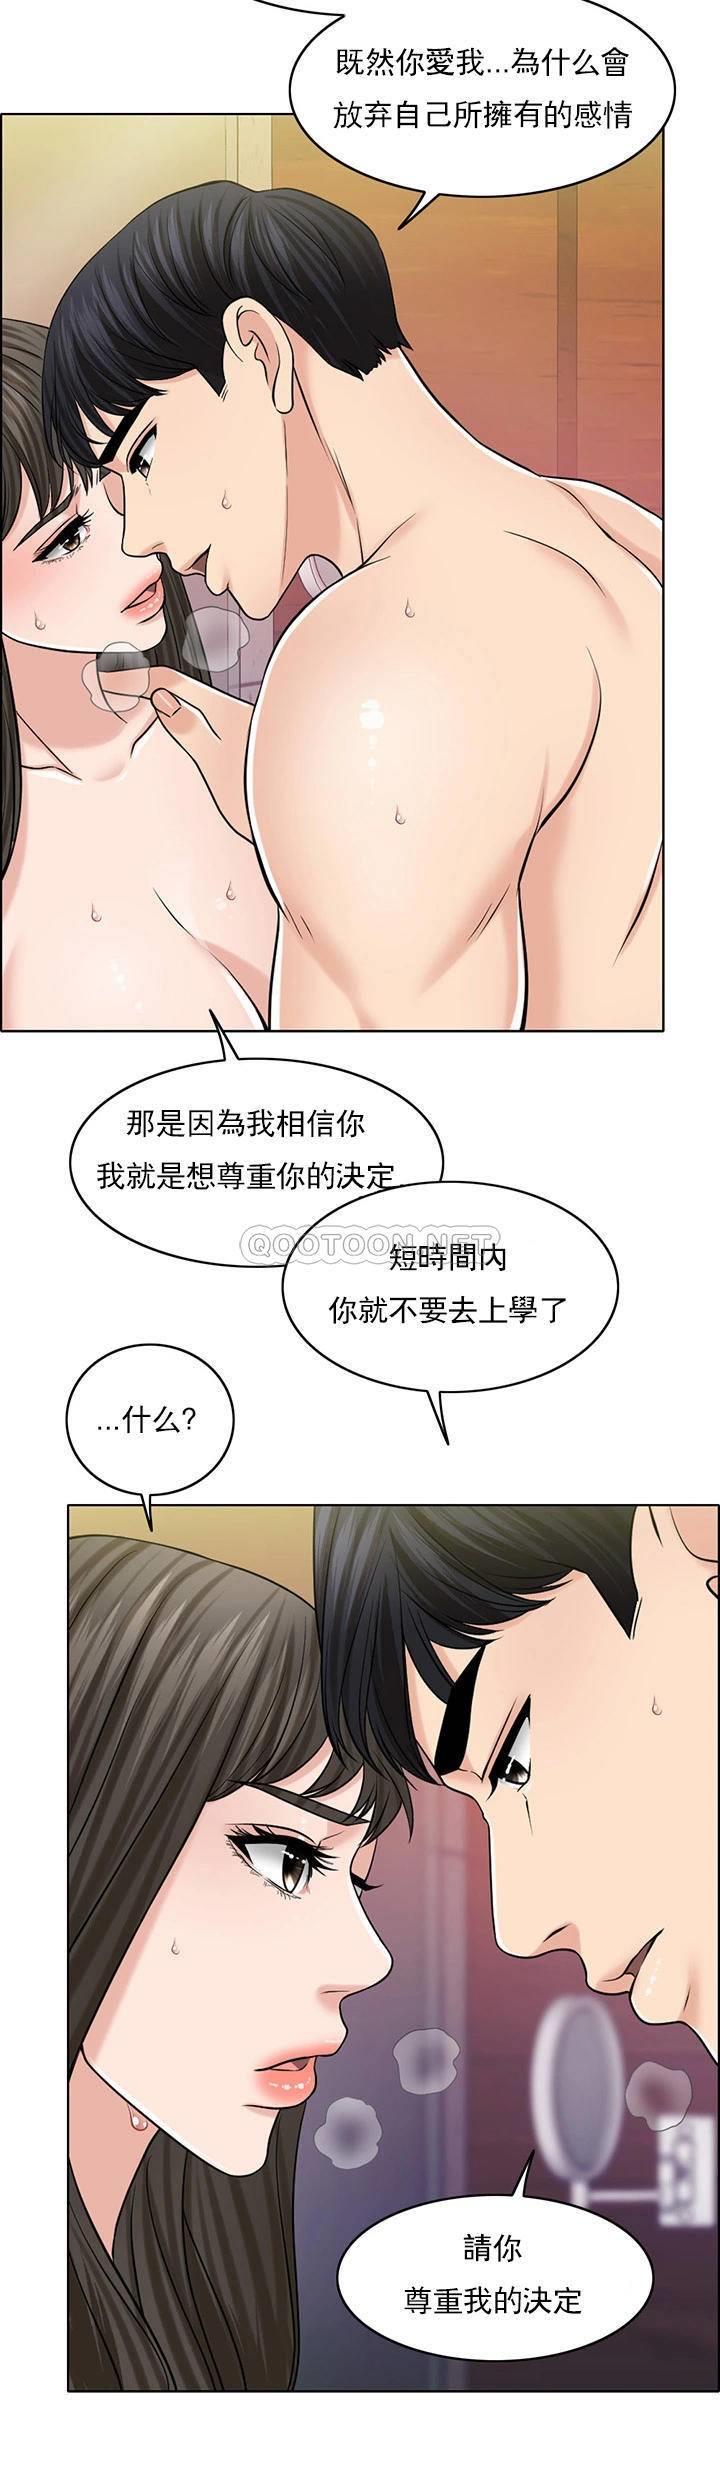 既然你愛我...為什么會
放弃自己所擁有的感情
那是因為我相信你
我就是想尊重你的決定
QOOTOON.NET
短時間内
你就不要去上學了
...什么?
請你
尊重我的決定